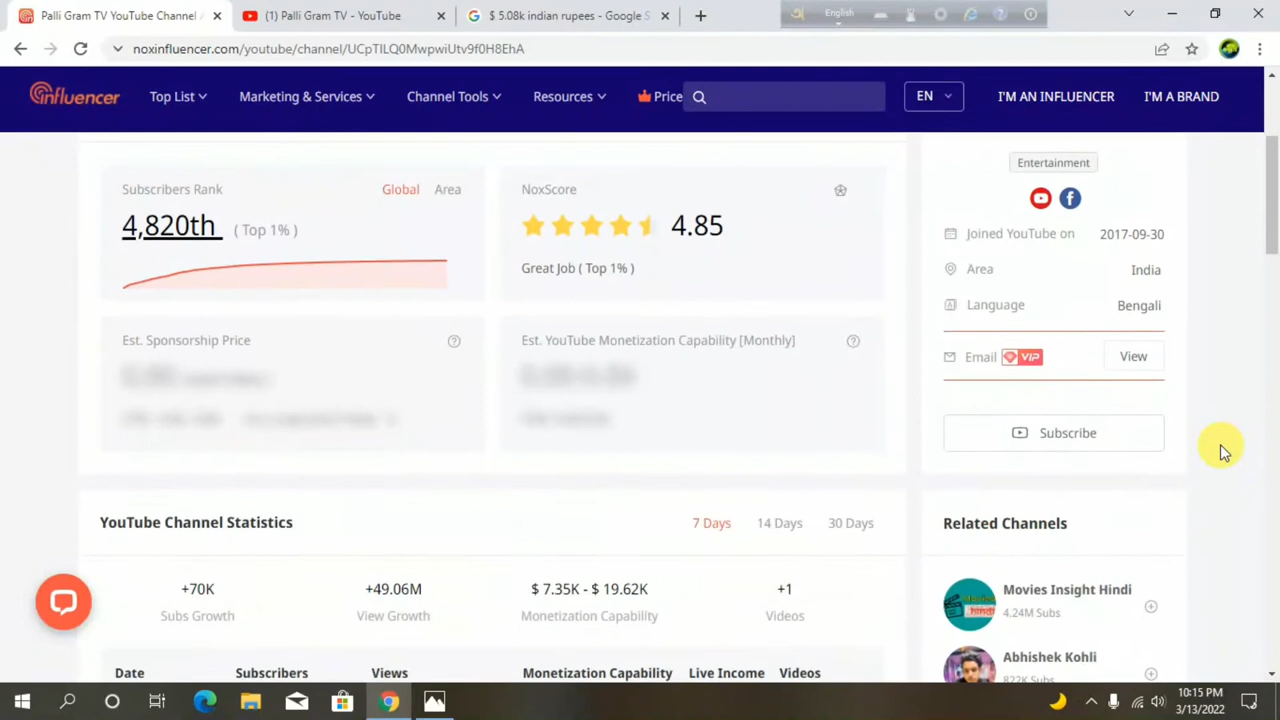 Palli Gram TV YouTube Channel A
(1) Palli Gram TV - YouTube
$ 5.08k indian rupees - Google S
English
noxinfluencer.com/youtube/channel/UCpTILQ0MwpwiUtv9f0H8EhA
influencer
Top List
Marketing & Services
Channel Tools
Resources
Price
EN
I'M AN INFLUENCER
I'M A BRAND
Subscribers Rank
Global
Area
4,820th
( Top 1% )
NoxScore
4.85
Great Job ( Top 1% )
Est. Sponsorship Price
Est. YouTube Monetization Capability [Monthly]
Entertainment
Joined YouTube on
2017-09-30
Area
India
Language
Bengali
Email
VIP
View
Subscribe
YouTube Channel Statistics
7 Days
14 Days
30 Days
+70K
+49.06M
$ 7.35K - $ 19.62K
+1
Subs Growth
View Growth
Monetization Capability
Videos
Date
Subscribers
Views
Monetization Capability
Live Income
Videos
Related Channels
Movies Insight Hindi
4.24M Subs
Abhishek Kohli
822K Subs
10:15 PM
3/13/2022